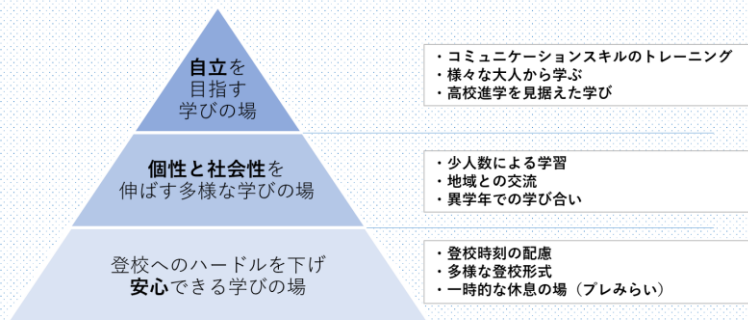 自立を
目指す
学びの場
・コミュニケーションスキルのトレーニング
・様々な大人から学ぶ
・高校進学を見据えた学び
個性と社会性を
伸ばす多様な学びの場
・少人数による学習
・地域との交流
・異学年での学び合い
登校へのハードルを下げ
安心できる学びの場
・登校時刻の配慮
・多様な登校形式
・一時的な休息の場（プレみらい）